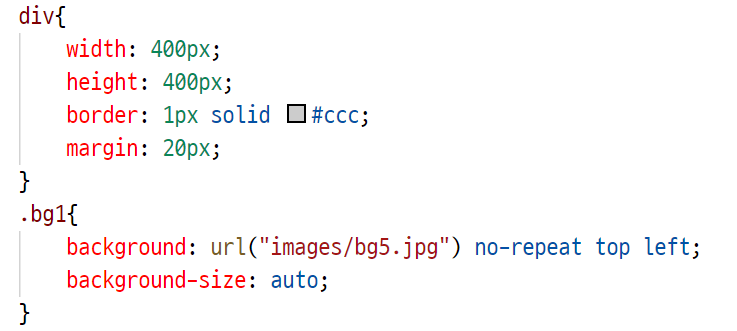 div{
width: 400px;
height: 400px;
border: 1px solid #ccc;
margin: 20px;
}
.bg1{
background: url("images/bg5.jpg") no-repeat top left;
background-size: auto;
}